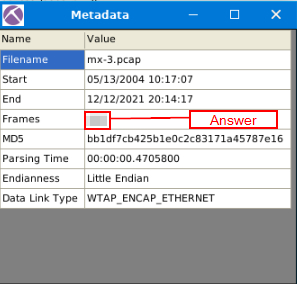 Metadata
Name Value
Filename mx-3.pcap
Start 05/13/2004 10:17:07
End 12/12/2021 20:14:17
Frames Answer
MD5 bb1df7cb425b1e0c2c83171a45787e16
Parsing Time 00:00:00.4705800
Endianness Little Endian
Data Link Type WTAP_ENCAP_ETHERNET